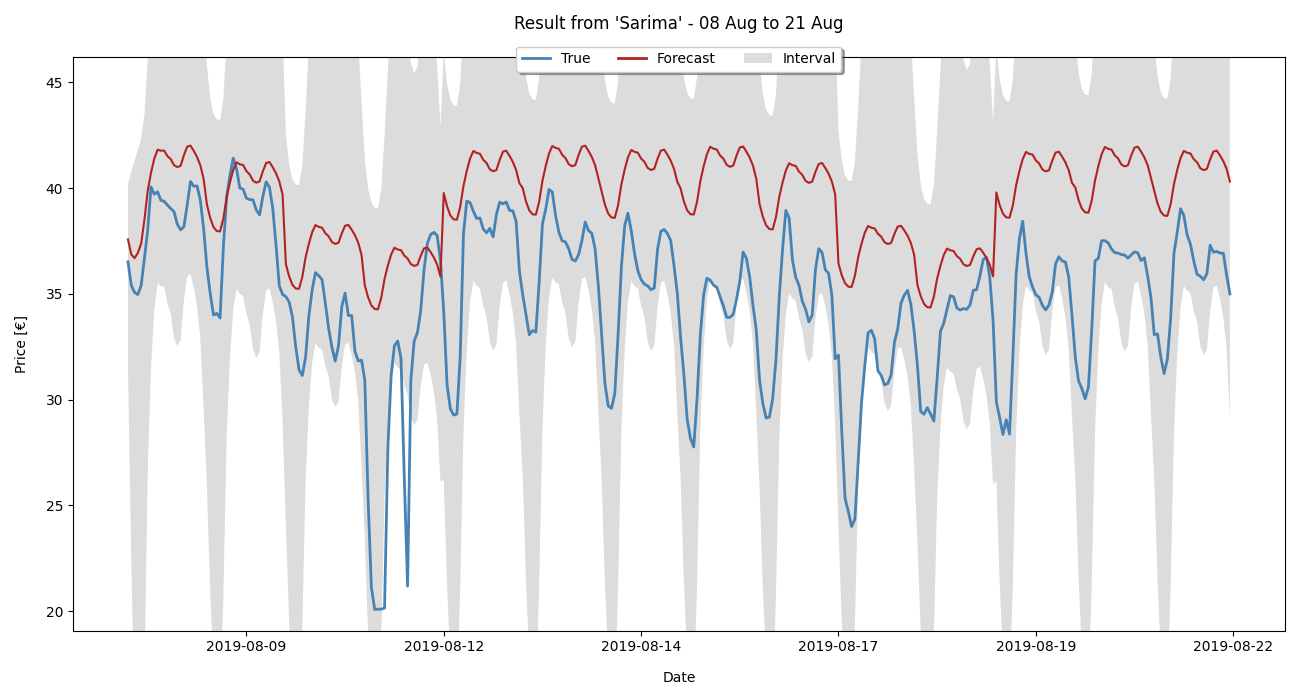 Result from 'Sarima' - 08 Aug to 21 Aug
True Forecast Interval
45
40
35
30
25
20
Price [€]
2019-08-09 2019-08-12 2019-08-14 2019-08-17 2019-08-19 2019-08-22
Date